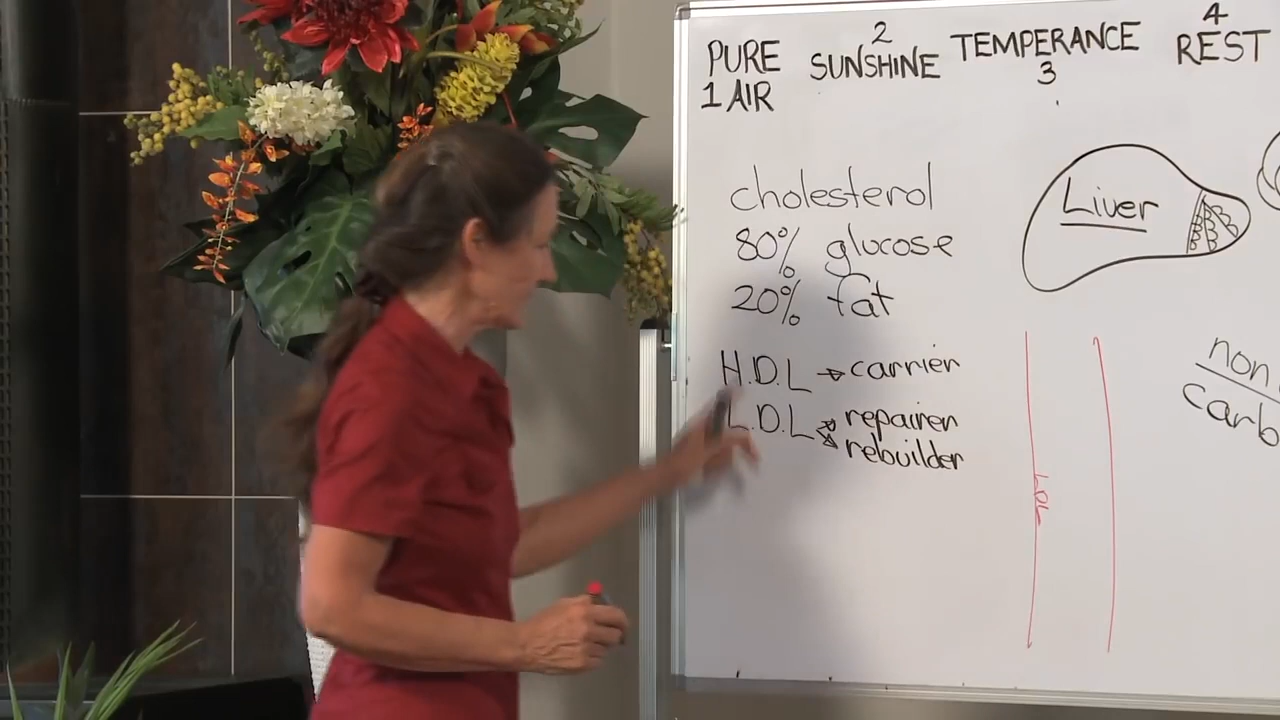 PURE
1 AIR
2
SUNSHINE
TEMPERANCE
3
4
REST
cholesterol
80% glucose
20% fat
H.D.L → carrier
L.D.L → repairer
→ rebuilder
Liver
non
carb